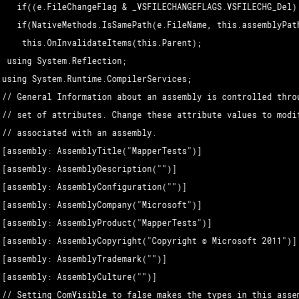 if((e.FileChangeFlag & _VSFILECHANGEFLAGS.VSFILECHG_Del)
if(NativeMethods.IsSamePath(e.FileName, this.assemblyPath
this.OnInvalidateItems(this.Parent);
using System.Reflection;
using System.Runtime.CompilerServices;
// General Information about an assembly is controlled throu
// set of attributes. Change these attribute values to modif
// associated with an assembly.
[assembly: AssemblyTitle("MapperTests")]
[assembly: AssemblyDescription("")]
[assembly: AssemblyConfiguration("")]
[assembly: AssemblyCompany("Microsoft")]
[assembly: AssemblyProduct("MapperTests")]
[assembly: AssemblyCopyright("Copyright © Microsoft 2011")]
[assembly: AssemblyTrademark("")]
[assembly: AssemblyCulture("")]
// Setting ComVisible to false makes the types in this assem